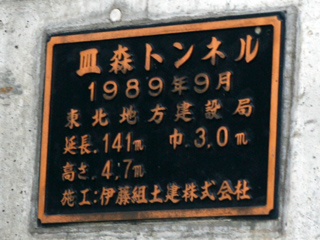 皿森トンネル
1989年9月
東北地方建設局
延長.141m 巾.3.0m
高さ.4.7m
施工:伊藤組土建株式会社